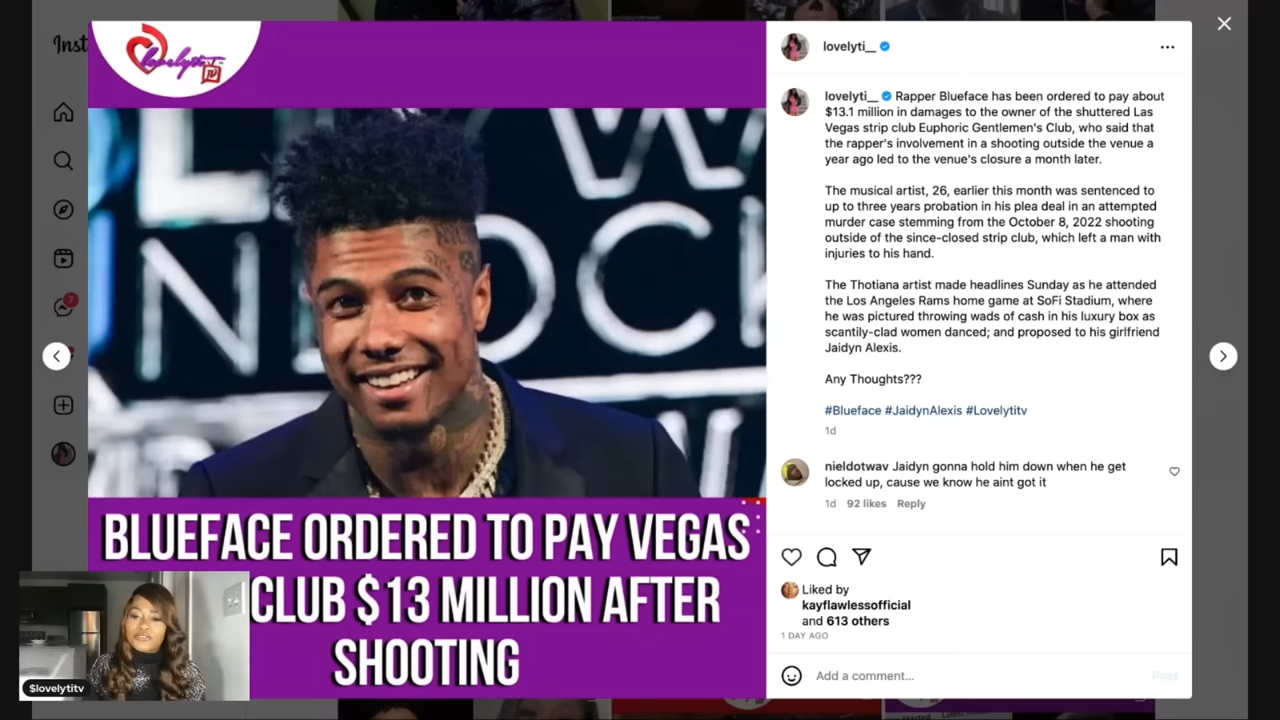 Inst
lovelytv
TV
BLUEFACE ORDERED TO PAY VEGAS
CLUB $13 MILLION AFTER
SHOOTING
$lovelytitv
7
lovelyti__
lovelyti__ Rapper Blueface has been ordered to pay about
$13.1 million in damages to the owner of the shuttered Las
Vegas strip club Euphoric Gentlemen's Club, who said that
the rapper's involvement in a shooting outside the venue a
year ago led to the venue's closure a month later.
The musical artist, 26, earlier this month was sentenced to
up to three years probation in his plea deal in an attempted
murder case stemming from the October 8, 2022 shooting
outside of the since-closed strip club, which left a man with
injuries to his hand.
The Thotiana artist made headlines Sunday as he attended
the Los Angeles Rams home game at SoFi Stadium, where
he was pictured throwing wads of cash in his luxury box as
scantily-clad women danced; and proposed to his girlfriend
Jaidyn Alexis.
Any Thoughts???
#Blueface #JaidynAlexis #Lovelytitv
1d
nieldotwav Jaidyn gonna hold him down when he get
locked up, cause we know he aint got it
1d 92 likes Reply
Liked by
kayflawlessofficial
and 613 others
1 DAY AGO
Add a comment...
Post